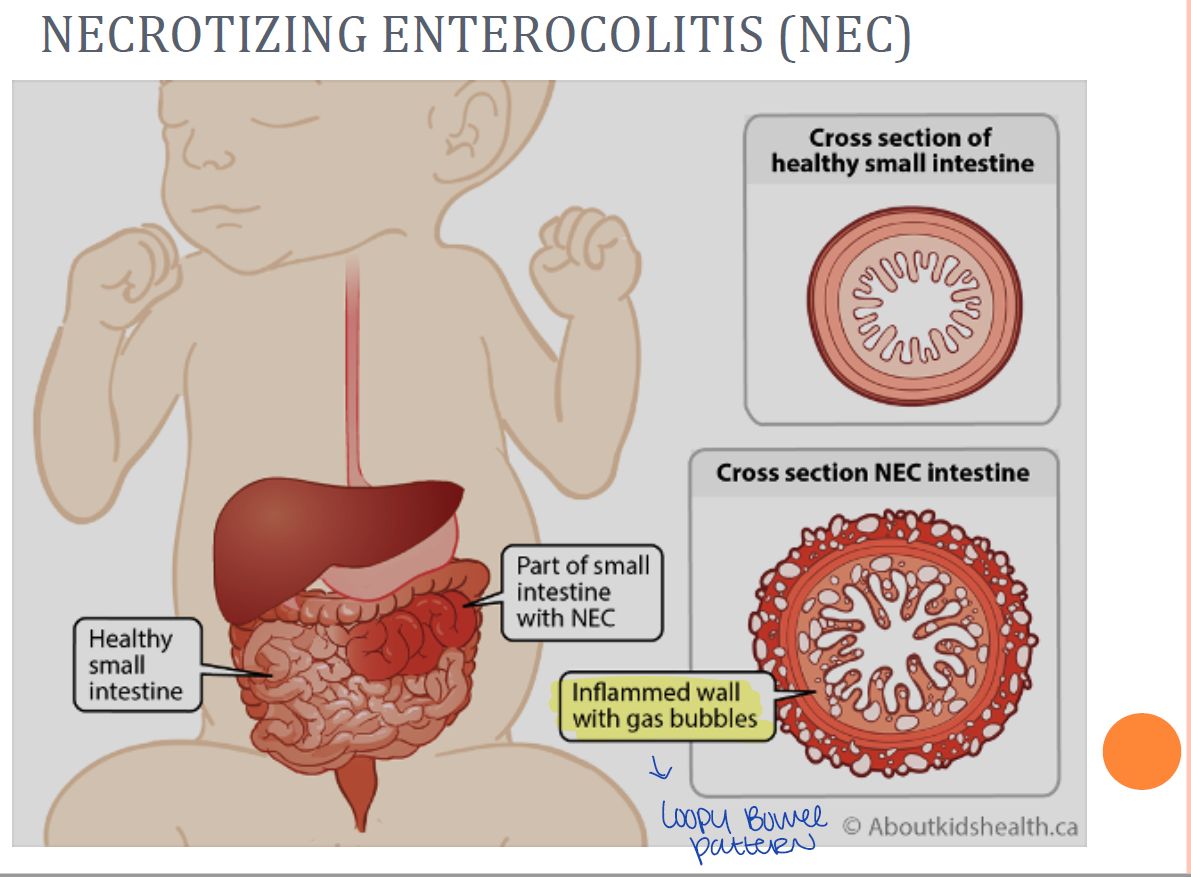 NECROTIZING ENTEROCOLITIS (NEC)
Cross section of
healthy small intestine
Cross section NEC intestine
Part of small
intestine
with NEC
Healthy
small
intestine
Inflammed wall
with gas bubbles
Loopy Bowel
pattern
© Aboutkidshealth.ca